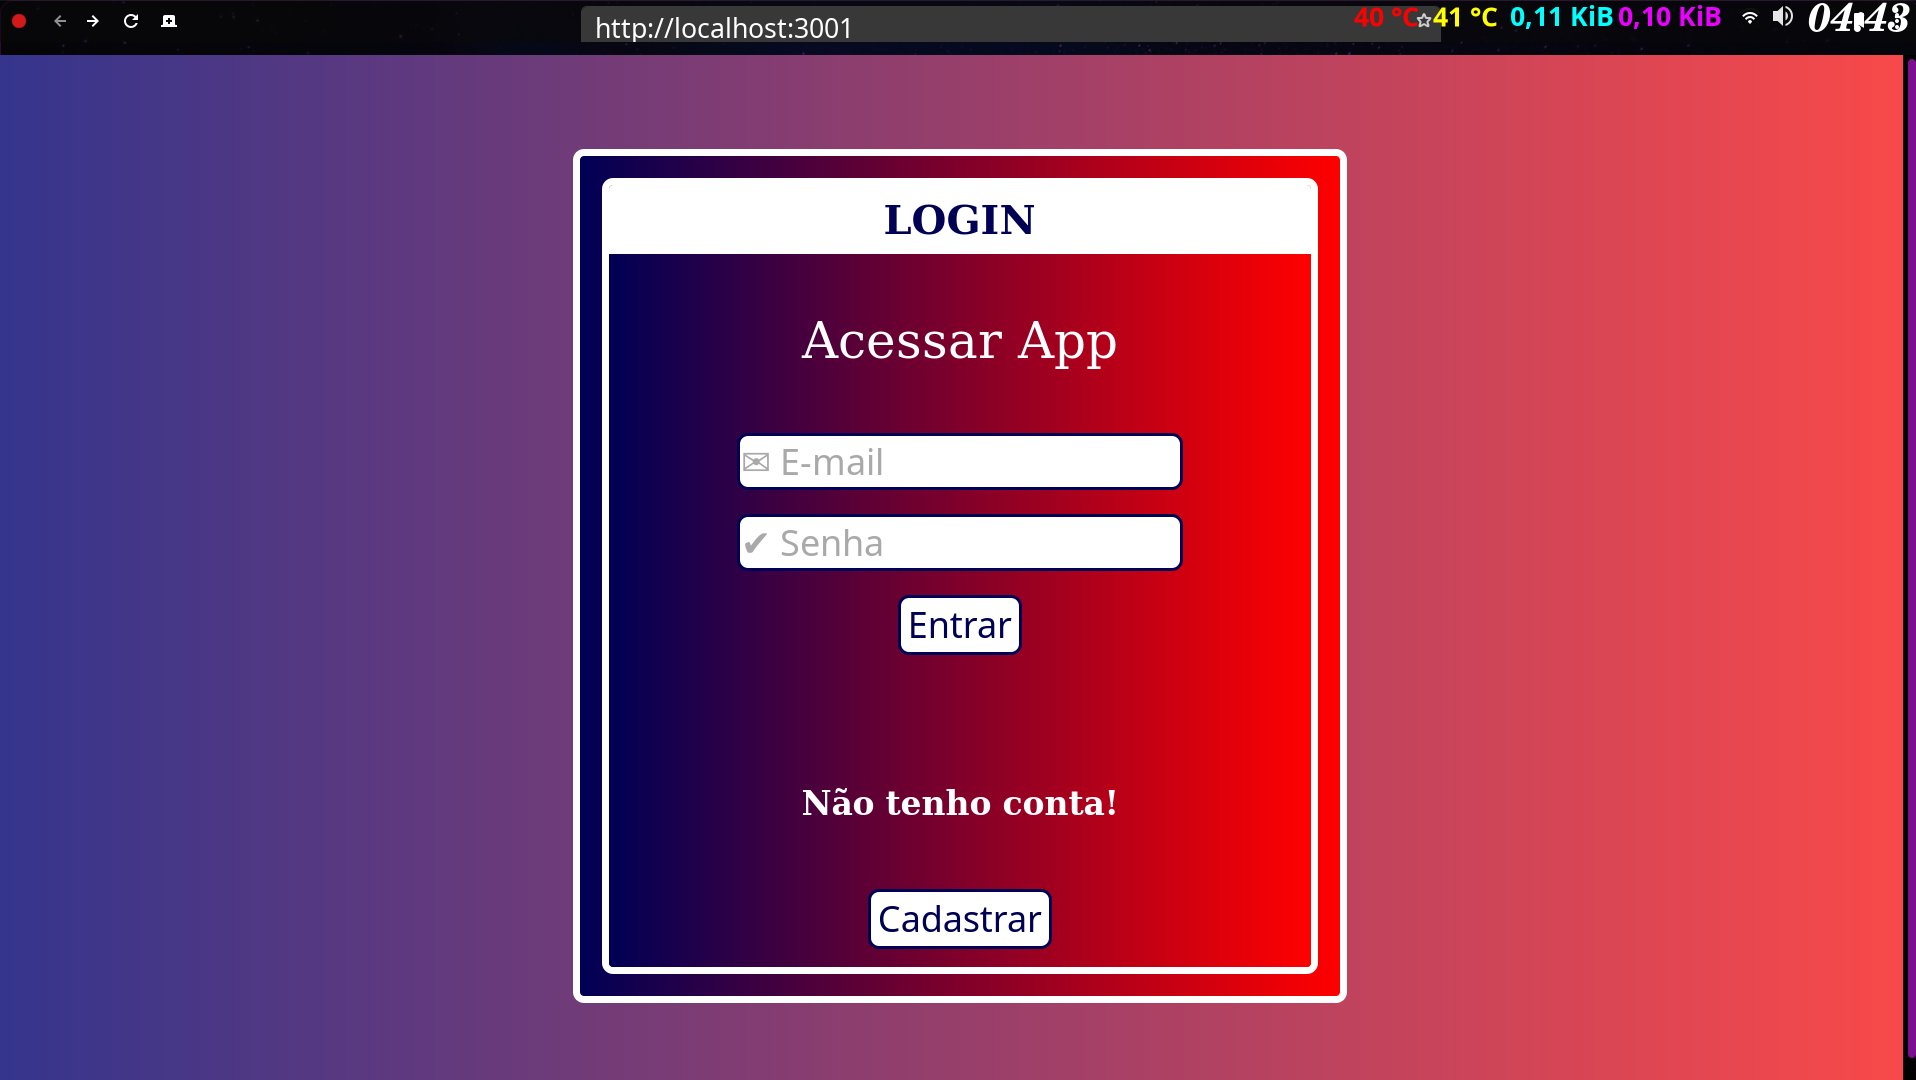 http://localhost:3001
40 °C 41 °C 0,11 KiB 0,10 KiB 04:43
LOGIN
Acessar App
✉ E-mail
✔ Senha
Entrar
Não tenho conta!
Cadastrar